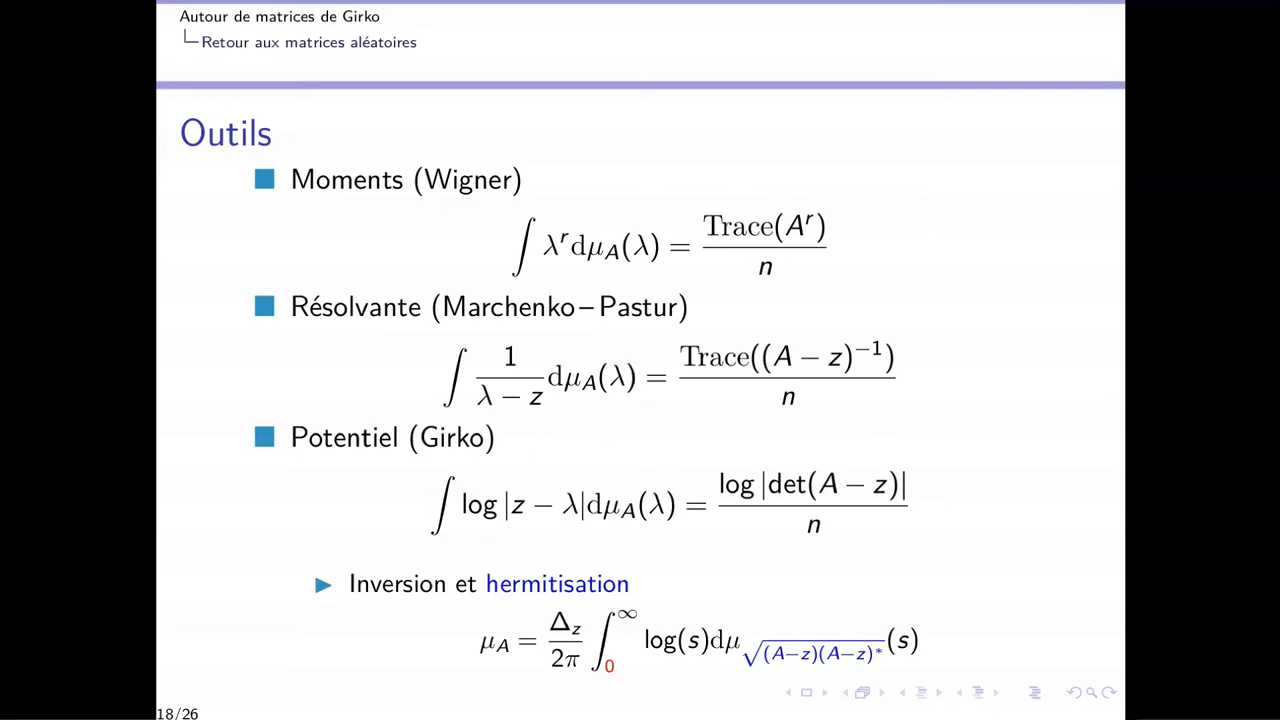 Autour de matrices de Girko
Retour aux matrices aléatoires
Outils
Moments (Wigner)
∫ λ^r dμ_A(λ) = Trace(A^r) / n
Résolvante (Marchenko–Pastur)
∫ 1 / (λ − z) dμ_A(λ) = Trace((A − z)^−1) / n
Potentiel (Girko)
∫ log |z − λ| dμ_A(λ) = log |det(A − z)| / n
Inversion et hermitisation
μ_A = Δ_z / 2π ∫_0^∞ log(s) dμ_√((A−z)(A−z)*) (s)
18/26